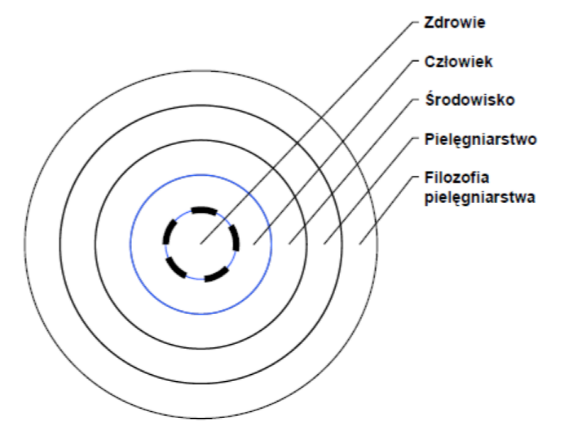 Zdrowie
Człowiek
Środowisko
Pielęgniarstwo
Filozofia
pielęgniarstwa